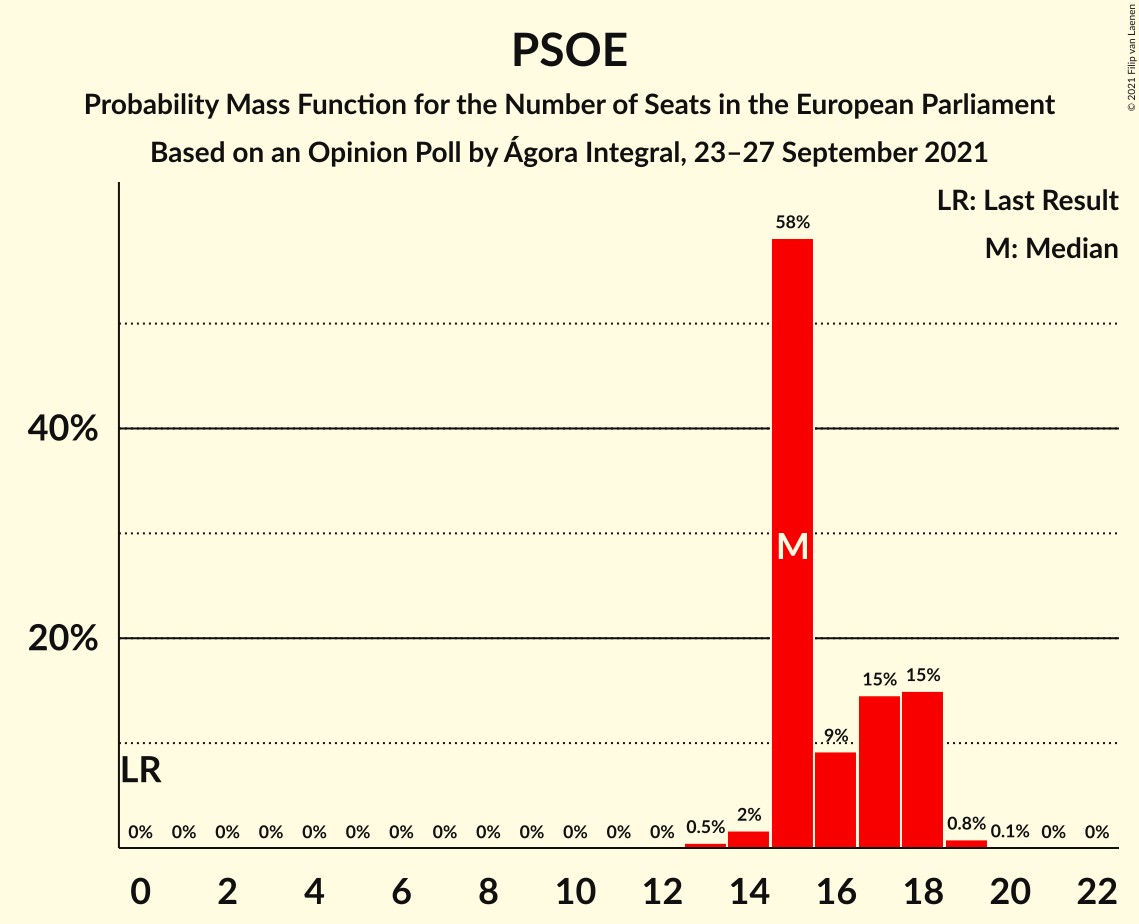 PSOE
Probability Mass Function for the Number of Seats in the European Parliament
Based on an Opinion Poll by Ágora Integral, 23–27 September 2021
© 2021 Filip van Laenen
LR: Last Result
M: Median
58%
40%
M
20%
15%
15%
9%
LR
0%
0%
0%
0%
0%
0%
0%
0%
0%
0%
0%
0%
0%
0.5%
2%
0.8%
0.1%
0%
0%
0 2 4 6 8 10 12 14 16 18 20 22